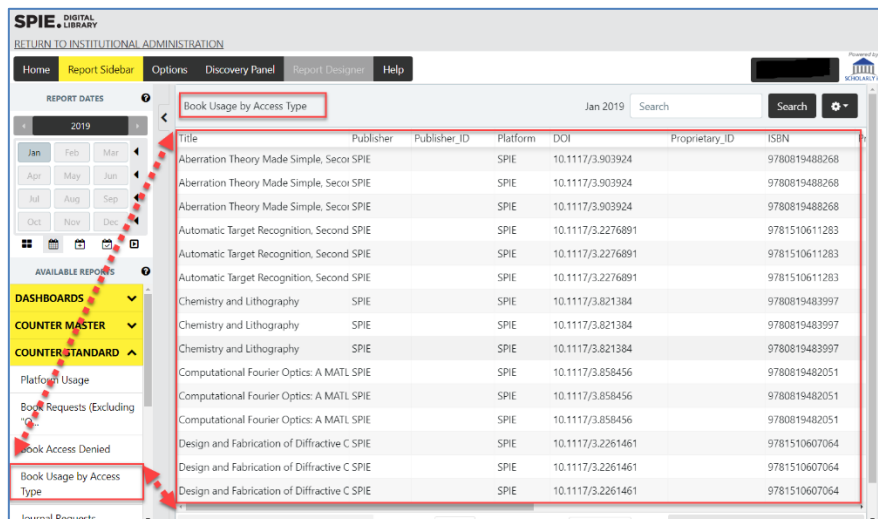 SPIE. DIGITAL LIBRARY
RETURN TO INSTITUTIONAL ADMINISTRATION
Home Report Sidebar Options Discovery Panel Report Designer Help
Powered by
SCHOLARLY
REPORT DATES
2019
Jan Feb Mar
Apr May Jun
Jul Aug Sep
Oct Nov Dec
AVAILABLE REPORTS
DASHBOARDS
COUNTER MASTER
COUNTER STANDARD
Platform Usage
Book Requests (Excluding
"O...
Book Access Denied
Book Usage by Access
Type
Journal Requests
Book Usage by Access Type Jan 2019 Search Search
Title Publisher Publisher_ID Platform DOI Proprietary_ID ISBN Pr
Aberration Theory Made Simple, Secor SPIE SPIE 10.1117/3.903924 9780819488268
Aberration Theory Made Simple, Secor SPIE SPIE 10.1117/3.903924 9780819488268
Aberration Theory Made Simple, Secor SPIE SPIE 10.1117/3.903924 9780819488268
Automatic Target Recognition, Second SPIE SPIE 10.1117/3.2276891 9781510611283
Automatic Target Recognition, Second SPIE SPIE 10.1117/3.2276891 9781510611283
Automatic Target Recognition, Second SPIE SPIE 10.1117/3.2276891 9781510611283
Chemistry and Lithography SPIE SPIE 10.1117/3.821384 9780819483997
Chemistry and Lithography SPIE SPIE 10.1117/3.821384 9780819483997
Chemistry and Lithography SPIE SPIE 10.1117/3.821384 9780819483997
Computational Fourier Optics: A MATL SPIE SPIE 10.1117/3.858456 9780819482051
Computational Fourier Optics: A MATL SPIE SPIE 10.1117/3.858456 9780819482051
Computational Fourier Optics: A MATL SPIE SPIE 10.1117/3.858456 9780819482051
Design and Fabrication of Diffractive C SPIE SPIE 10.1117/3.2261461 9781510607064
Design and Fabrication of Diffractive C SPIE SPIE 10.1117/3.2261461 9781510607064
Design and Fabrication of Diffractive C SPIE SPIE 10.1117/3.2261461 9781510607064